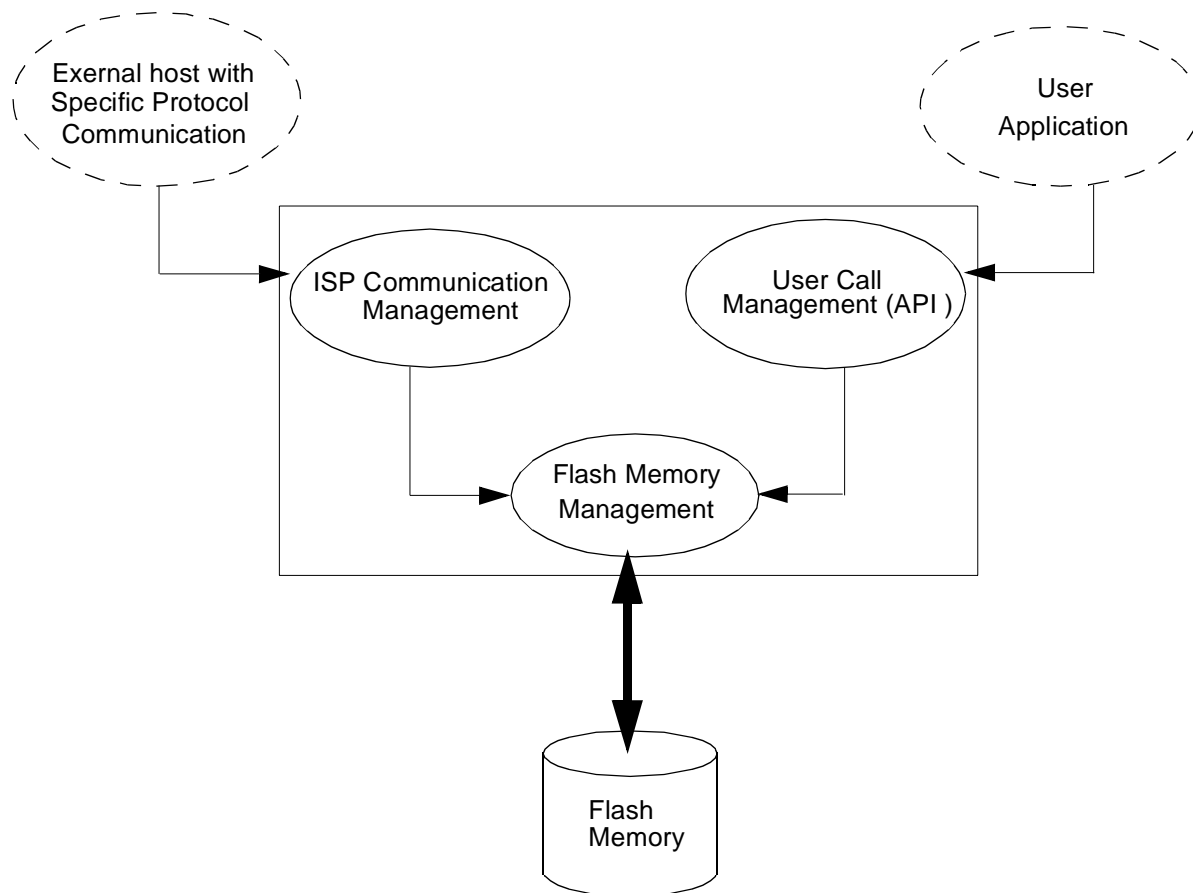 Exernal host with
Specific Protocol
Communication
User
Application
ISP Communication
Management
User Call
Management (API )
Flash Memory
Management
Flash
Memory